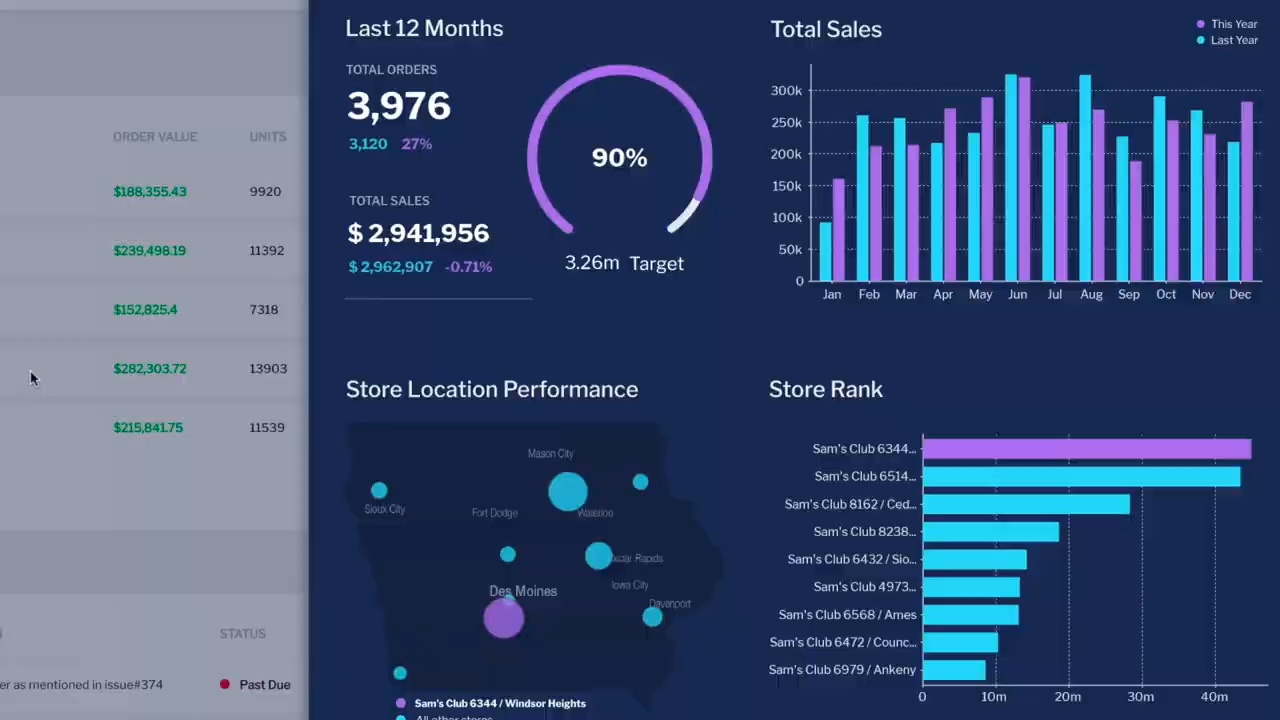 ORDER VALUE UNITS
$188,355.43 9920
$239,498.19 11392
$152,825.4 7318
$282,303.72 13903
$215,841.75 11539
STATUS
er as mentioned in issue#374 Past Due
Last 12 Months
TOTAL ORDERS
3,976
3,120 27%
TOTAL SALES
$ 2,941,956
$ 2,962,907 -0.71%
90%
3.26m Target
Total Sales
This Year
Last Year
300k
250k
200k
150k
100k
50k
0
Jan Feb Mar Apr May Jun Jul Aug Sep Oct Nov Dec
Store Location Performance
Mason City
Sioux City
Fort Dodge
Waterloo
Iowa City
Des Moines
Davenport
Sam's Club 6344 / Windsor Heights
All other stores
Store Rank
Sam's Club 6344...
Sam's Club 6514...
Sam's Club 8162 / Ced...
Sam's Club 8238...
Sam's Club 6432 / Sio...
Sam's Club 4973...
Sam's Club 6568 / Ames
Sam's Club 6472 / Counc...
Sam's Club 6979 / Ankeny
0 10m 20m 30m 40m